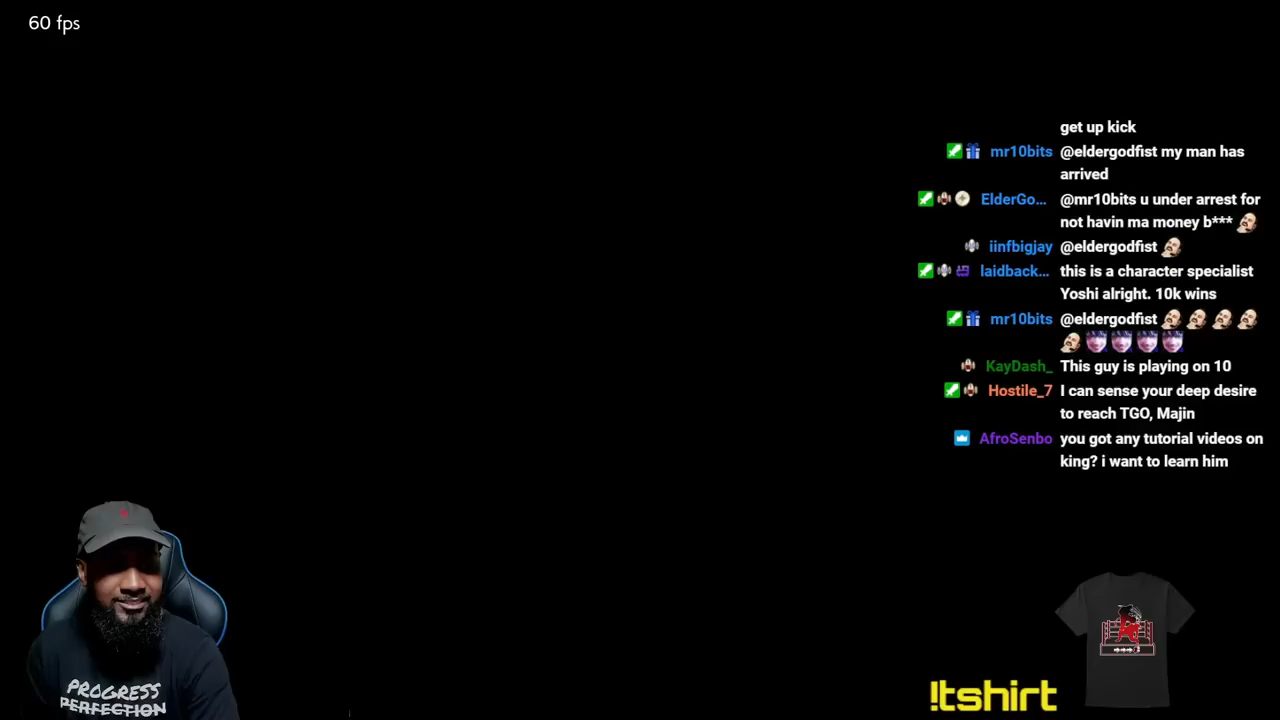 60 fps
get up kick
mr10bits @eldergodfist my man has
arrived
ElderGo... @mr10bits u under arrest for
not havin ma money b***
iinfbigjay @eldergodfist
laidback... this is a character specialist
Yoshi alright. 10k wins
mr10bits @eldergodfist
KayDash_ This guy is playing on 10
Hostile_7 I can sense your deep desire
to reach TGO, Majin
AfroSenbo you got any tutorial videos on
king? i want to learn him
PROGRESS
PERFECTION
!tshirt